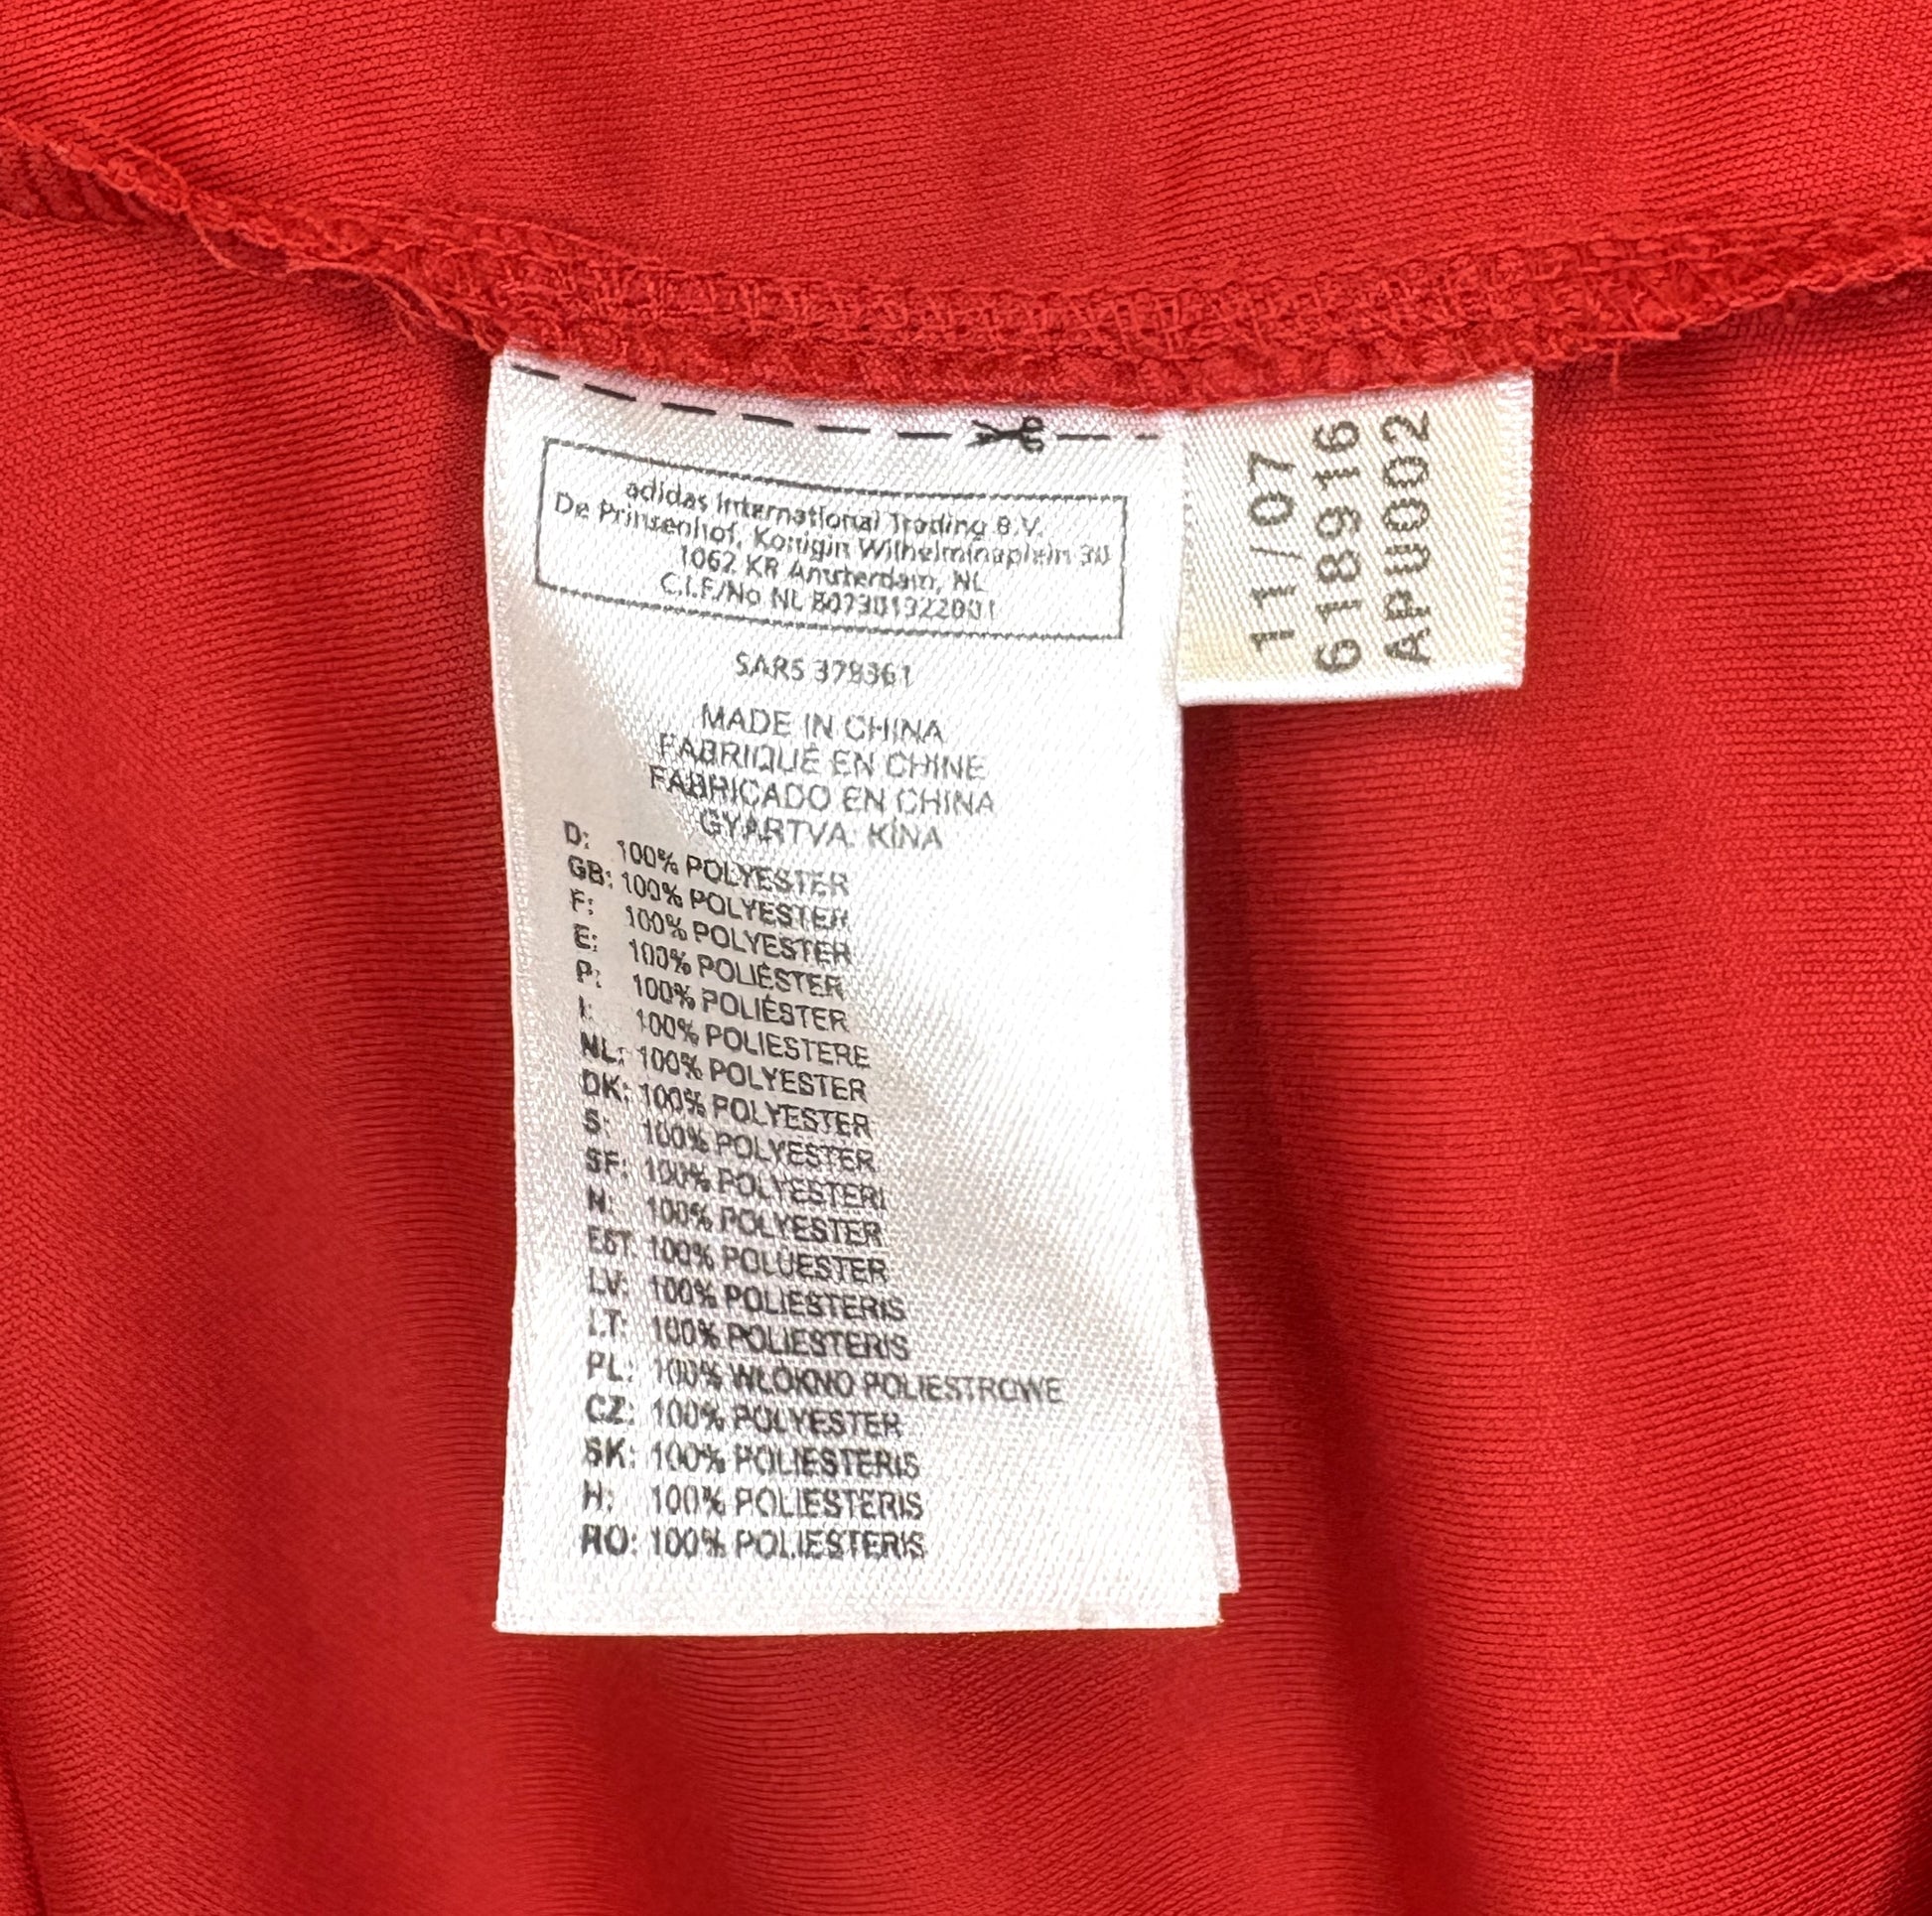 adidas International Trading B.V.
De Prinsenhof, Konigin Wilhelminaplein 30
1062 KR Amsterdam, NL
C.I.F./No NL 807301922B01
SARS 378361
MADE IN CHINA
FABRIQUÉ EN CHINE
FABRICADO EN CHINA
GYÁRTVA: KÍNA
D: 100% POLYESTER
GB: 100% POLYESTER
F: 100% POLYESTER
E: 100% POLIÉSTER
P: 100% POLIÉSTER
I: 100% POLIESTERE
NL: 100% POLYESTER
DK: 100% POLYESTER
S: 100% POLYESTER
SF: 100% POLYESTERI
N: 100% POLYESTER
EST: 100% POLÜESTER
LV: 100% POLIESTERIS
LT: 100% POLIESTERIS
PL: 100% WŁÓKNO POLIESTROWE
CZ: 100% POLYESTER
SK: 100% POLIESTERIS
H: 100% POLIESTERIS
RO: 100% POLIESTERIS
11/07
618916
APU002